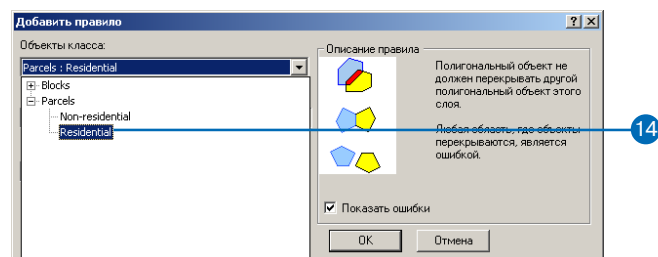 Добавить правило
Объекты класса:
Parcels : Residential
Blocks
Parcels
Non-residential
Residential
Описание правила
Полигональный объект не
должен перекрывать другой
полигональный объект этого
слоя.
Любая область, где объекты
перекрываются, является
ошибкой.
Показать ошибки
OK
Отмена
14